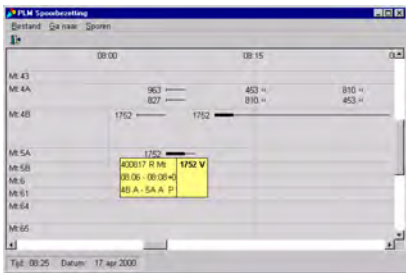 PLM Spoorbezetting
Bestand Ga naar Sporen
08:00 08:15
Mt 43
Mt 4A 963 453 810
827 810 453
Mt 4B 1752 1752
Mt 5A 1752
Mt 5B 400817 R Mt 1752 V
Mt 6 08:06 - 08:08+0
Mt 61 4B A - 5A A P
Mt 64
Mt 65
Tijd: 08:25 Datum: 17 apr 2000